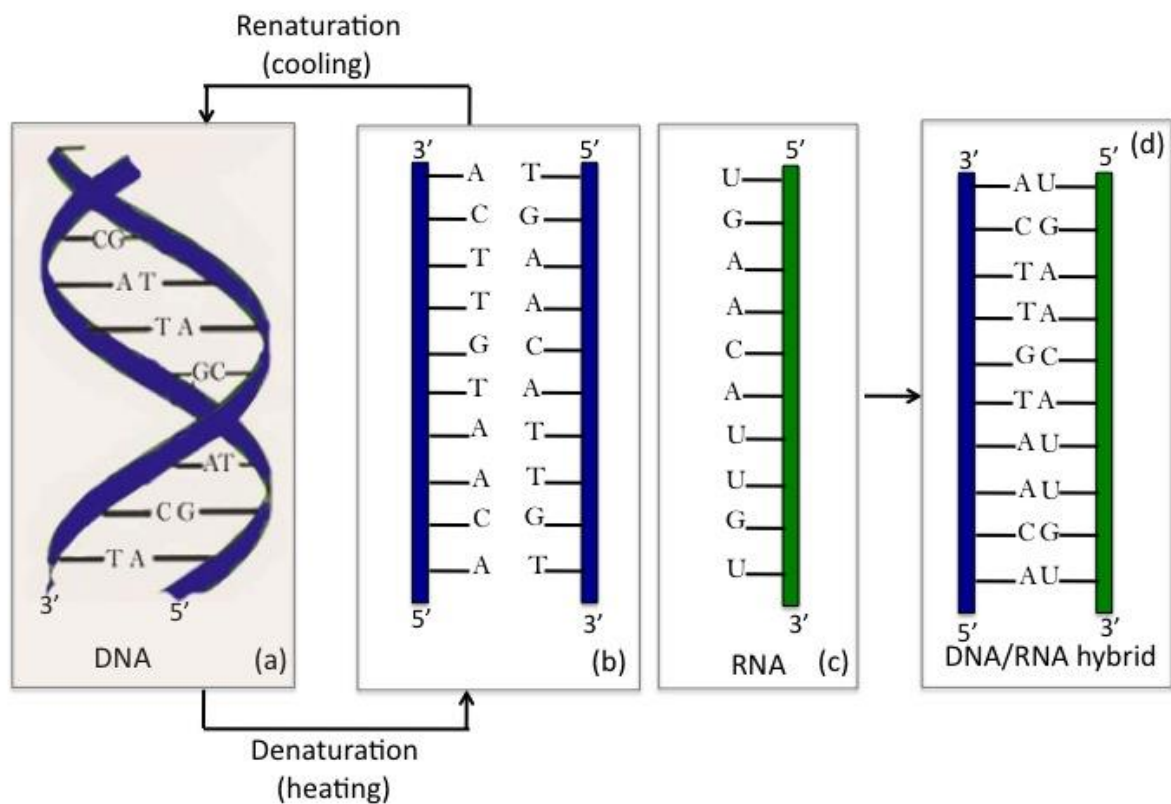 Renaturation
(cooling)
CG
A T
T A
GC
AT
C G
T A
3’ 5’
DNA (a)
3’ 5’
A T
C G
T A
T A
G C
T A
A T
A T
C G
A T
5’ 3’
(b)
5’
U
G
A
A
C
A
U
U
G
U
3’
RNA (c)
(d)
3’ 5’
A U
C G
T A
T A
G C
T A
A U
A U
C G
A U
5’ 3’
DNA/RNA hybrid
Denaturation
(heating)